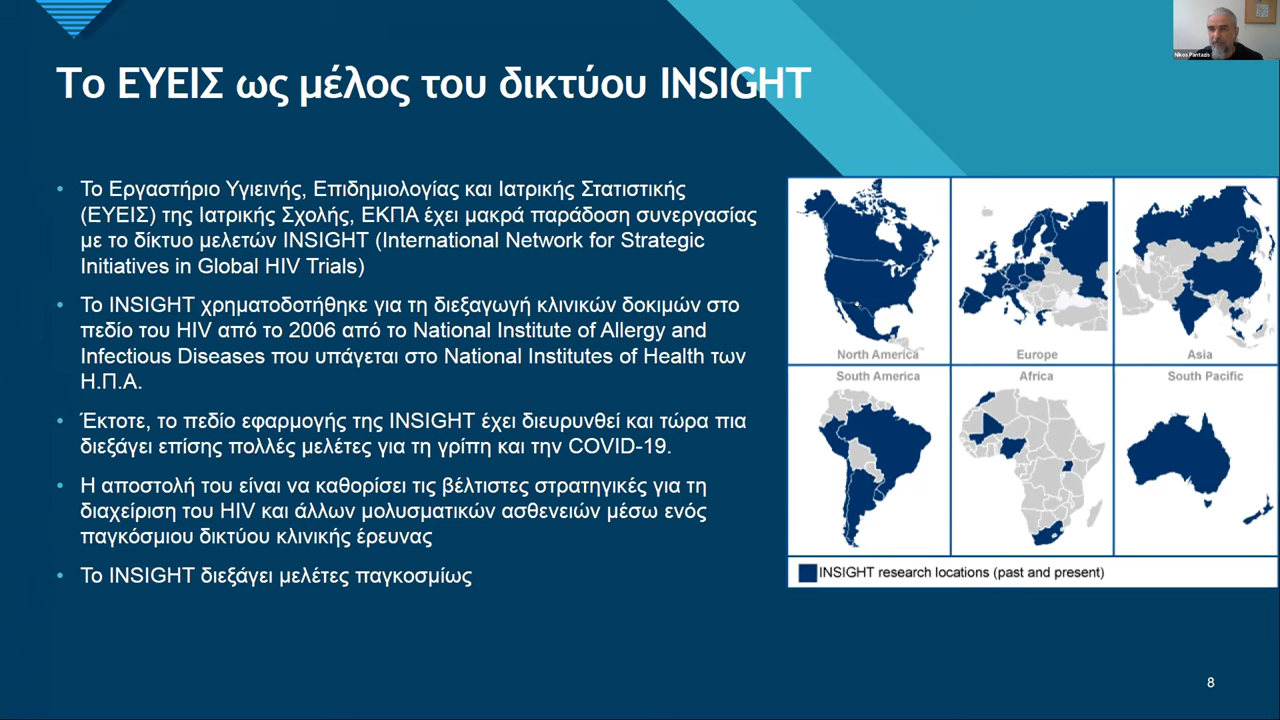 Το ΕΥΕΙΣ ως μέλος του δικτύου INSIGHT
Nikos Pantazis
• Το Εργαστήριο Υγιεινής, Επιδημιολογίας και Ιατρικής Στατιστικής
(ΕΥΕΙΣ) της Ιατρικής Σχολής, ΕΚΠΑ έχει μακρά παράδοση συνεργασίας
με το δίκτυο μελετών INSIGHT (International Network for Strategic
Initiatives in Global HIV Trials)
• Το INSIGHT χρηματοδοτήθηκε για τη διεξαγωγή κλινικών δοκιμών στο
πεδίο του HIV από το 2006 από το National Institute of Allergy and
Infectious Diseases που υπάγεται στο National Institutes of Health των
Η.Π.Α.
• Έκτοτε, το πεδίο εφαρμογής της INSIGHT έχει διευρυνθεί και τώρα πια
διεξάγει επίσης πολλές μελέτες για τη γρίπη και την COVID-19.
• Η αποστολή του είναι να καθορίσει τις βέλτιστες στρατηγικές για τη
διαχείριση του HIV και άλλων μολυσματικών ασθενειών μέσω ενός
παγκόσμιου δικτύου κλινικής έρευνας
• Το INSIGHT διεξάγει μελέτες παγκοσμίως
North America
Europe
Asia
South America
Africa
South Pacific
INSIGHT research locations (past and present)
8